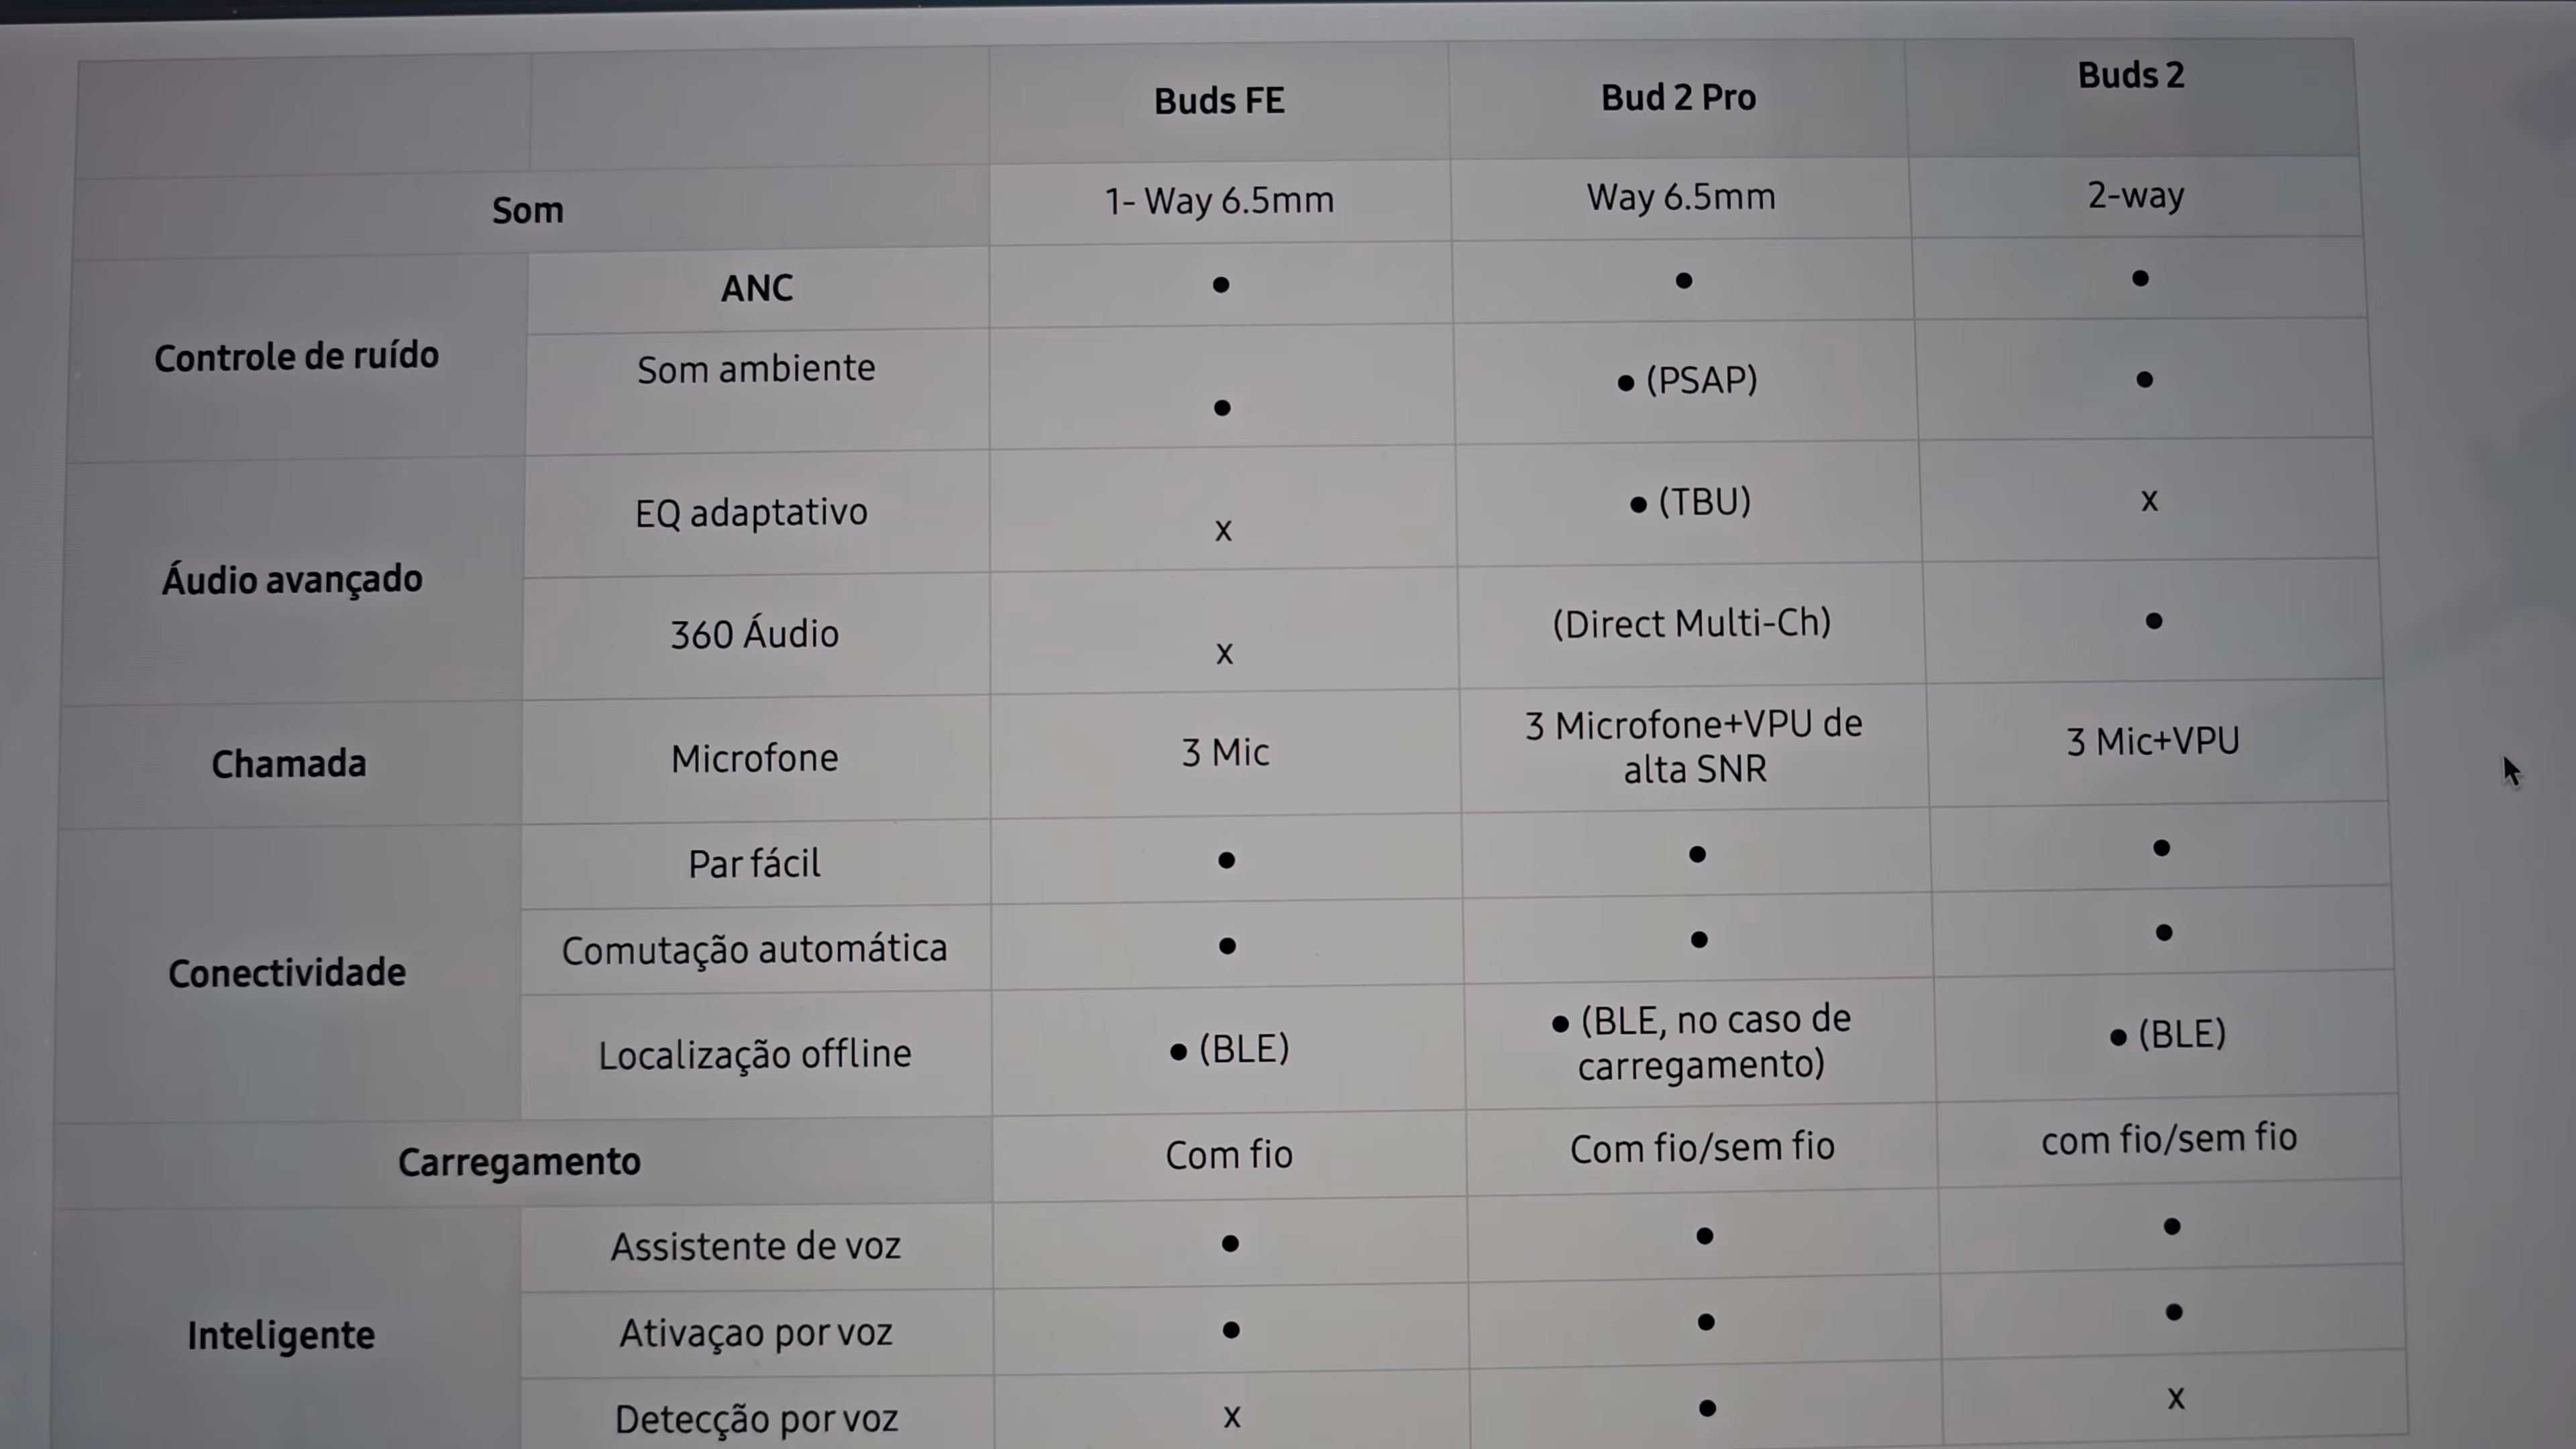 Buds FE
Bud 2 Pro
Buds 2
Som
1- Way 6.5mm
Way 6.5mm
2-way
Controle de ruído
ANC
●
●
●
Som ambiente
●
● (PSAP)
●
Áudio avançado
EQ adaptativo
x
● (TBU)
x
360 Áudio
x
(Direct Multi-Ch)
●
Chamada
Microfone
3 Mic
3 Microfone+VPU de
alta SNR
3 Mic+VPU
Conectividade
Par fácil
●
●
●
Comutação automática
●
●
●
Localização offline
● (BLE)
● (BLE, no caso de
carregamento)
● (BLE)
Carregamento
Com fio
Com fio/sem fio
com fio/sem fio
Inteligente
Assistente de voz
●
●
●
Ativaçao por voz
●
●
●
Detecção por voz
x
●
x